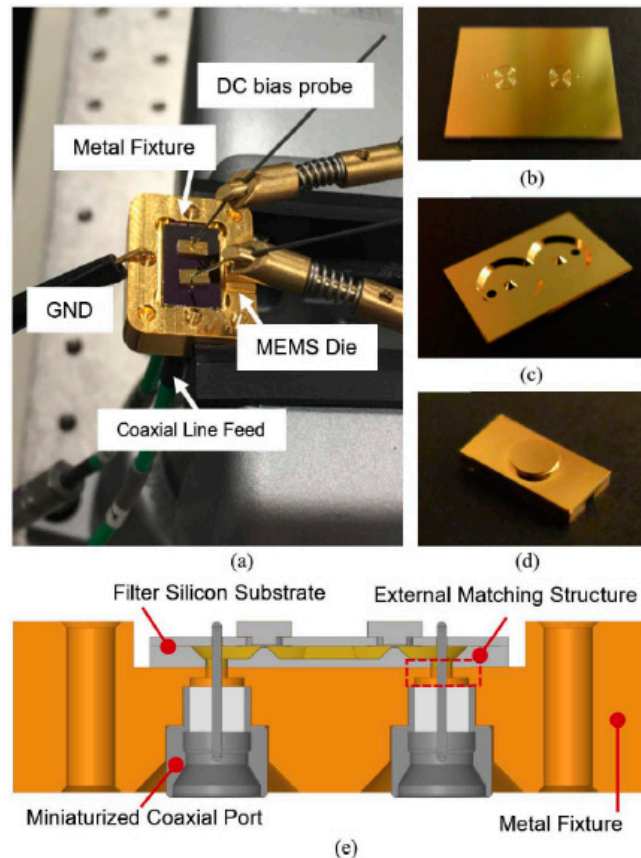 DC bias probe
Metal Fixture
GND
MEMS Die
Coaxial Line Feed
(a)
(b)
(c)
(d)
Filter Silicon Substrate
External Matching Structure
Miniaturized Coaxial Port
Metal Fixture
(e)